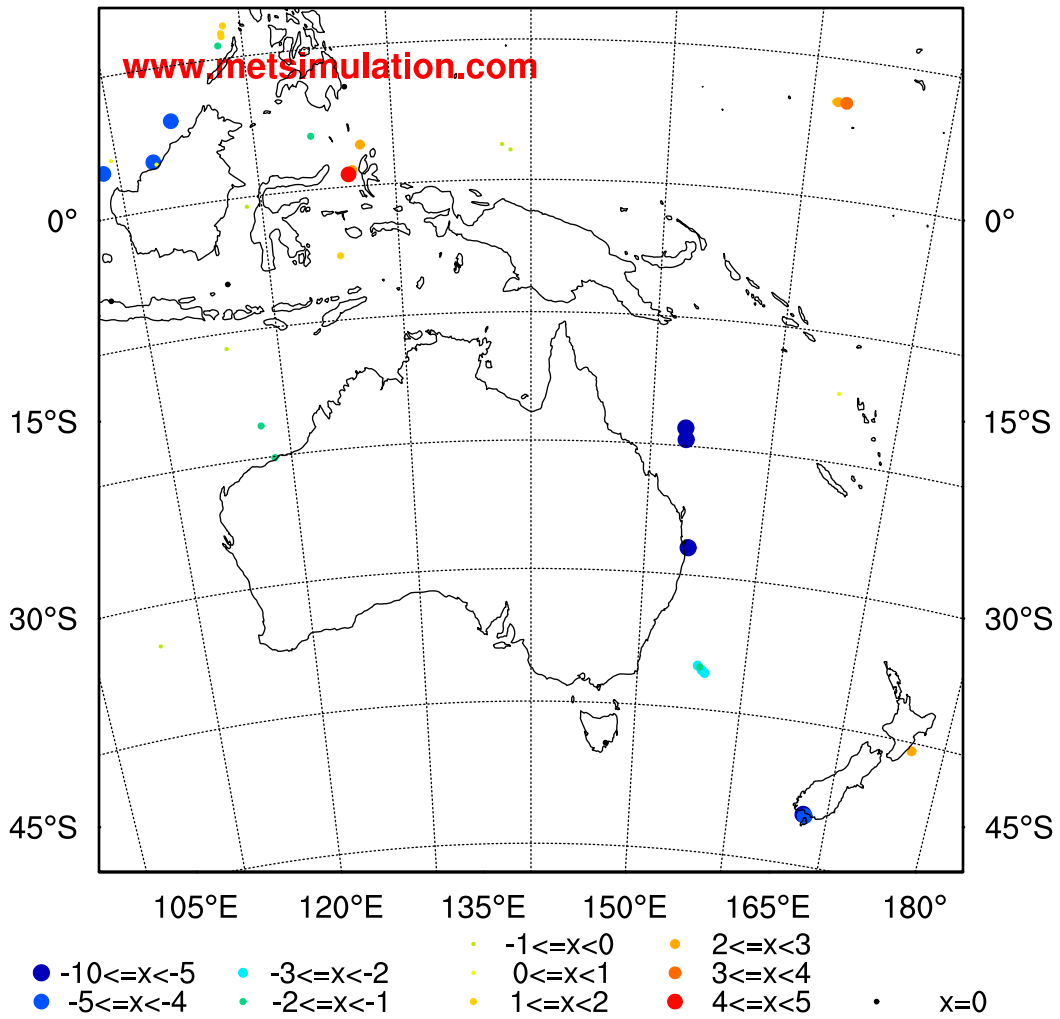 www.metsimulation.com
0° 0°
15°S 15°S
30°S 30°S
45°S 45°S
105°E 120°E 135°E 150°E 165°E 180°
-1<=x<0 2<=x<3
-10<=x<-5 -3<=x<-2 0<=x<1 3<=x<4
-5<=x<-4 -2<=x<-1 1<=x<2 4<=x<5 x=0